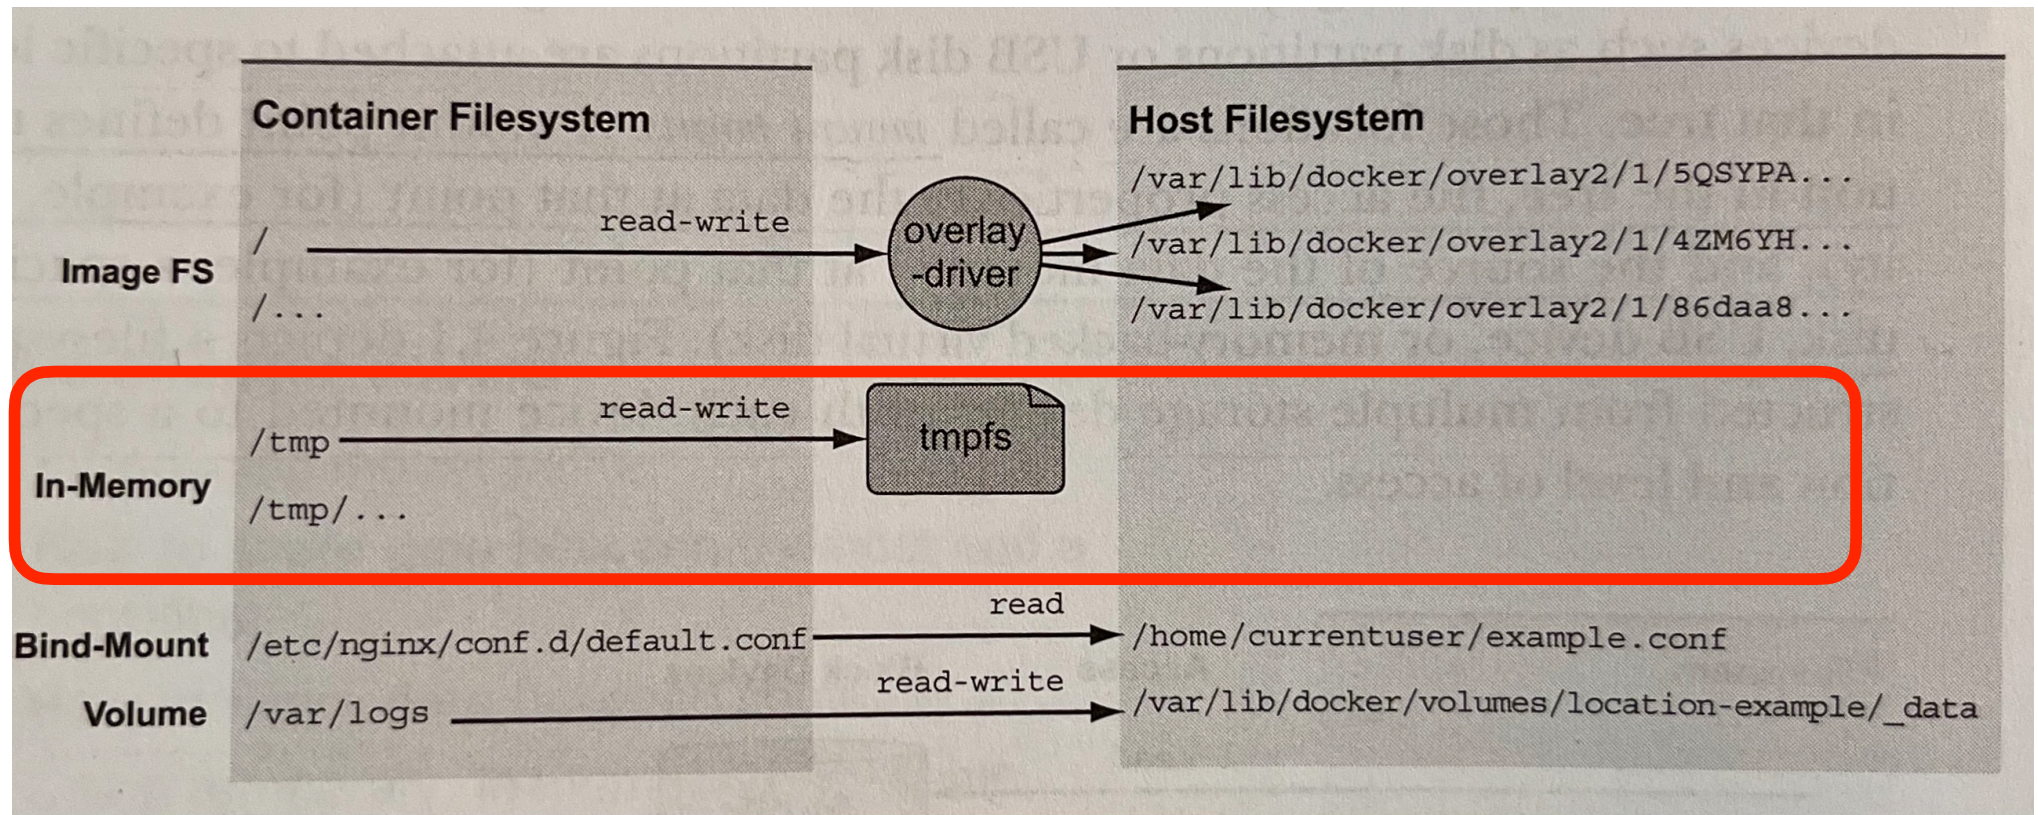 Container Filesystem
Host Filesystem
/var/lib/docker/overlay2/1/5QSYPA...
read-write
/
overlay
-driver
/var/lib/docker/overlay2/1/4ZM6YH...
Image FS
/...
/var/lib/docker/overlay2/1/86daa8...
read-write
/tmp
tmpfs
In-Memory
/tmp/...
read
Bind-Mount
/etc/nginx/conf.d/default.conf
/home/currentuser/example.conf
read-write
Volume
/var/logs
/var/lib/docker/volumes/location-example/_data